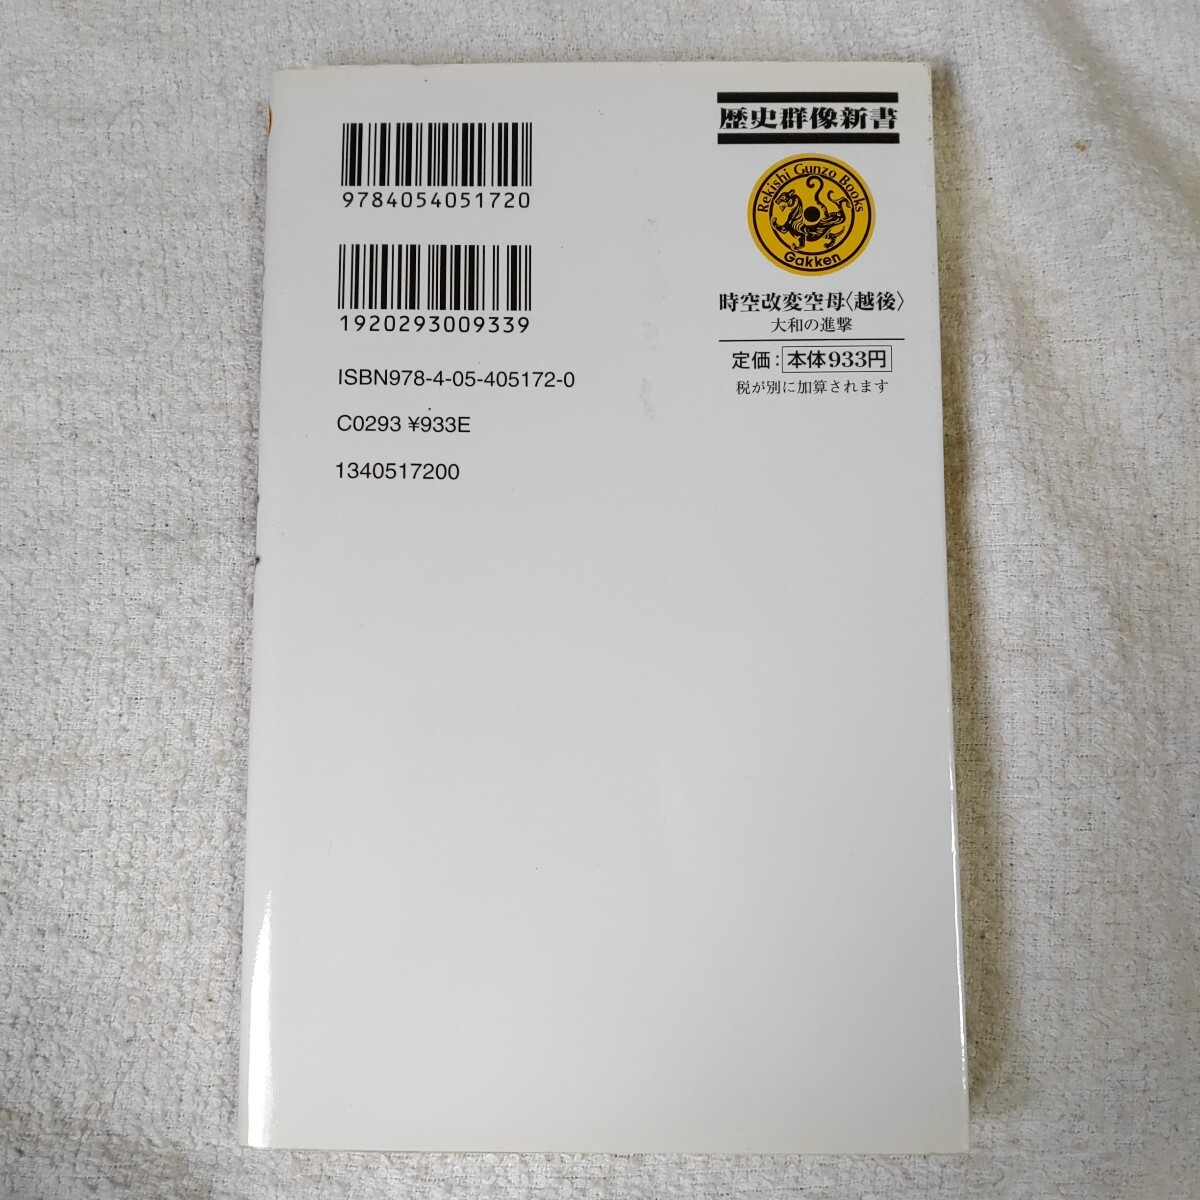 9784054051720
1920293009339
ISBN978-4-05-405172-0
C0293 ¥933E
1340517200
歴史群像新書
Rekishi Gunzo Books
Gakken
時空改変空母〈越後〉
大和の進撃
定価：本体933円
税が別に加算されます